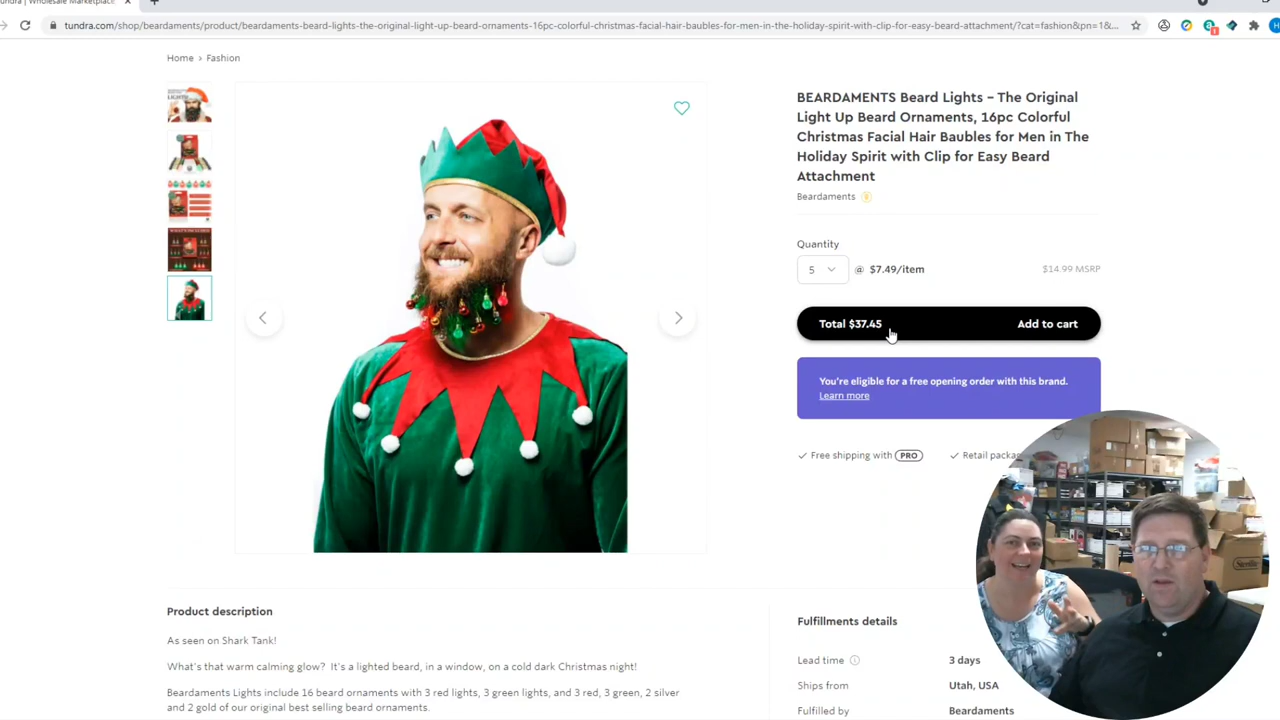 tundra.com/shop/beardaments/product/beardaments-beard-lights-the-original-light-up-beard-ornaments-16pc-colorful-christmas-facial-hair-baubles-for-men-in-the-holiday-spirit-with-clip-for-easy-beard-attachment/?cat=fashion&pn=1&...
Home > Fashion
BEARDAMENTS Beard Lights – The Original
Light Up Beard Ornaments, 16pc Colorful
Christmas Facial Hair Baubles for Men in The
Holiday Spirit with Clip for Easy Beard
Attachment
Beardaments
Quantity
5 @ $7.49/item $14.99 MSRP
Total $37.45 Add to cart
You're eligible for a free opening order with this brand.
Learn more
Free shipping with PRO Retail
Product description
As seen on Shark Tank!
What's that warm calming glow? It's a lighted beard, in a window, on a cold dark Christmas night!
Beardaments Lights include 16 beard ornaments with 3 red lights, 3 green lights, and 3 red, 3 green, 2 silver
and 2 gold of our original best selling beard ornaments.
Fulfillments details
Lead time 3 days
Ships from Utah, USA
Fulfilled by Beardaments